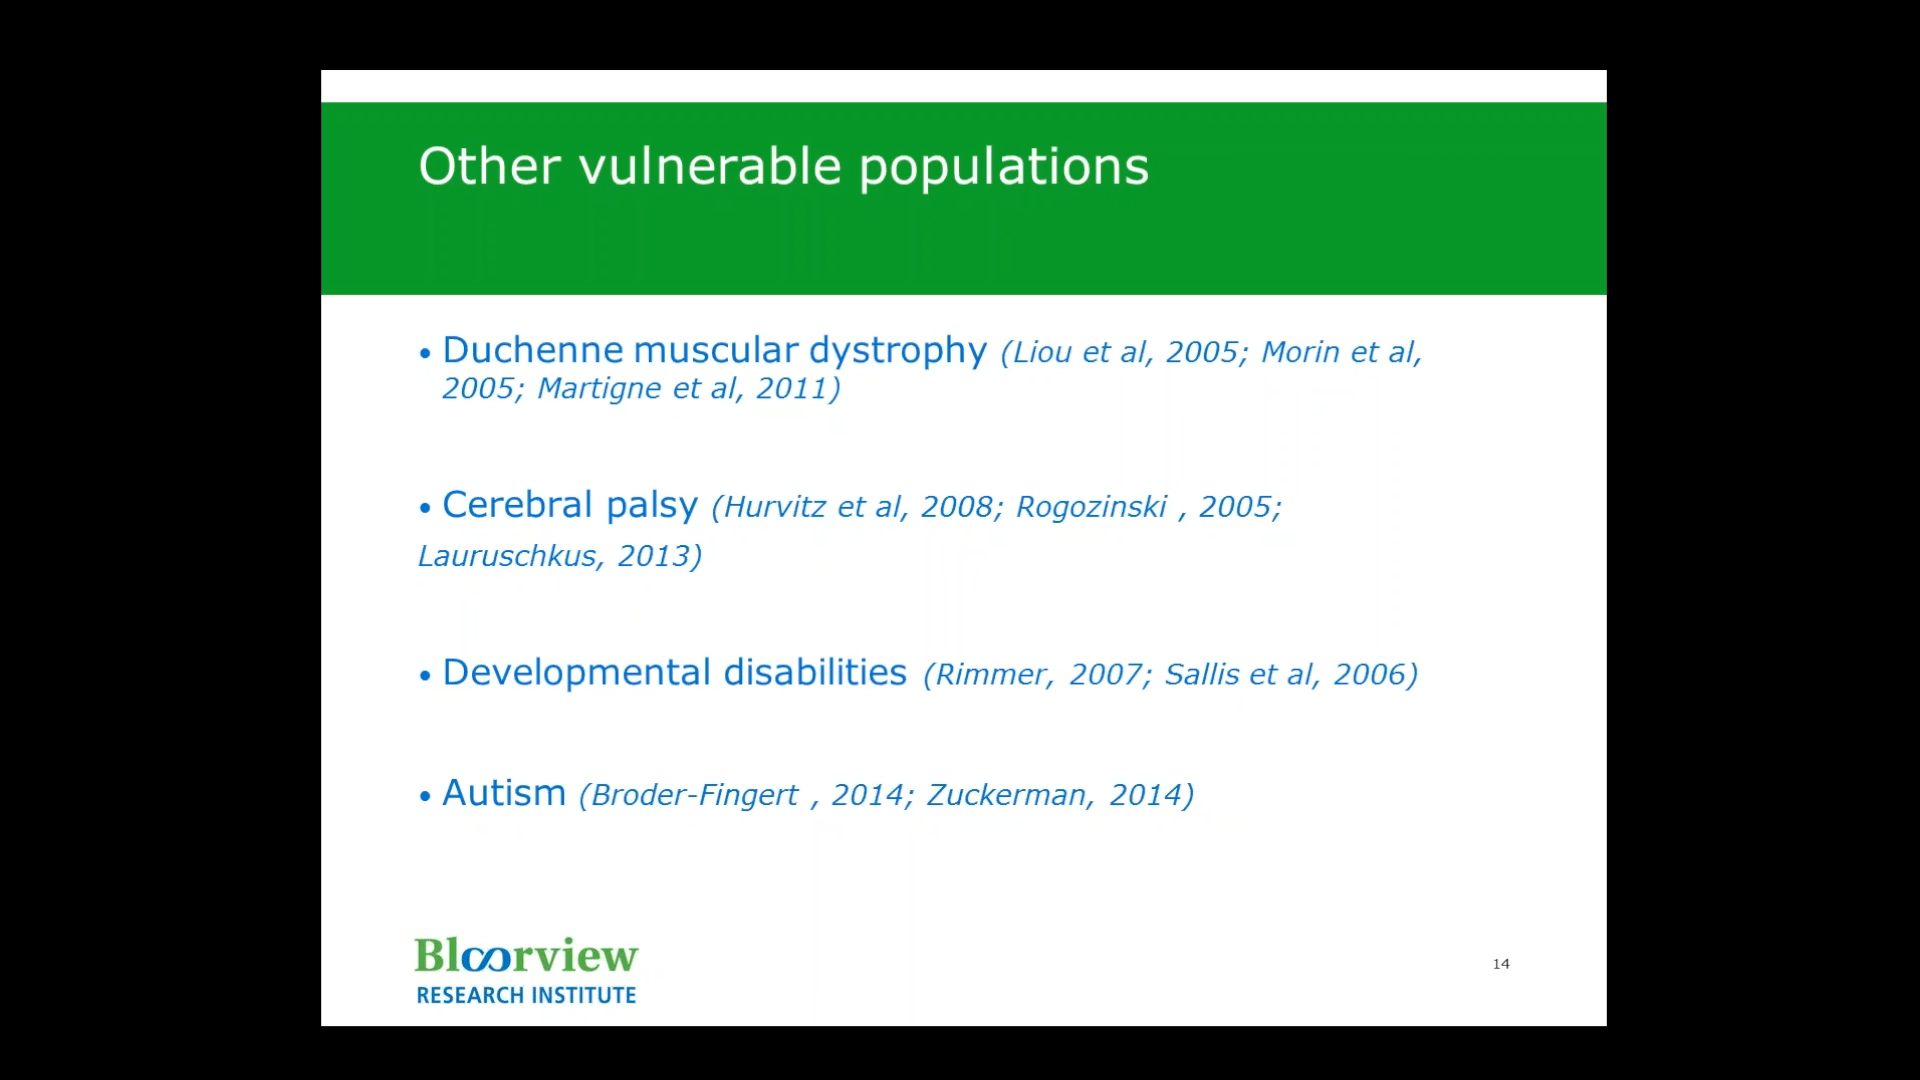 Other vulnerable populations
• Duchenne muscular dystrophy (Liou et al, 2005; Morin et al,
2005; Martigne et al, 2011)
• Cerebral palsy (Hurvitz et al, 2008; Rogozinski , 2005;
Lauruschkus, 2013)
• Developmental disabilities (Rimmer, 2007; Sallis et al, 2006)
• Autism (Broder-Fingert , 2014; Zuckerman, 2014)
Bloorview
RESEARCH INSTITUTE
14